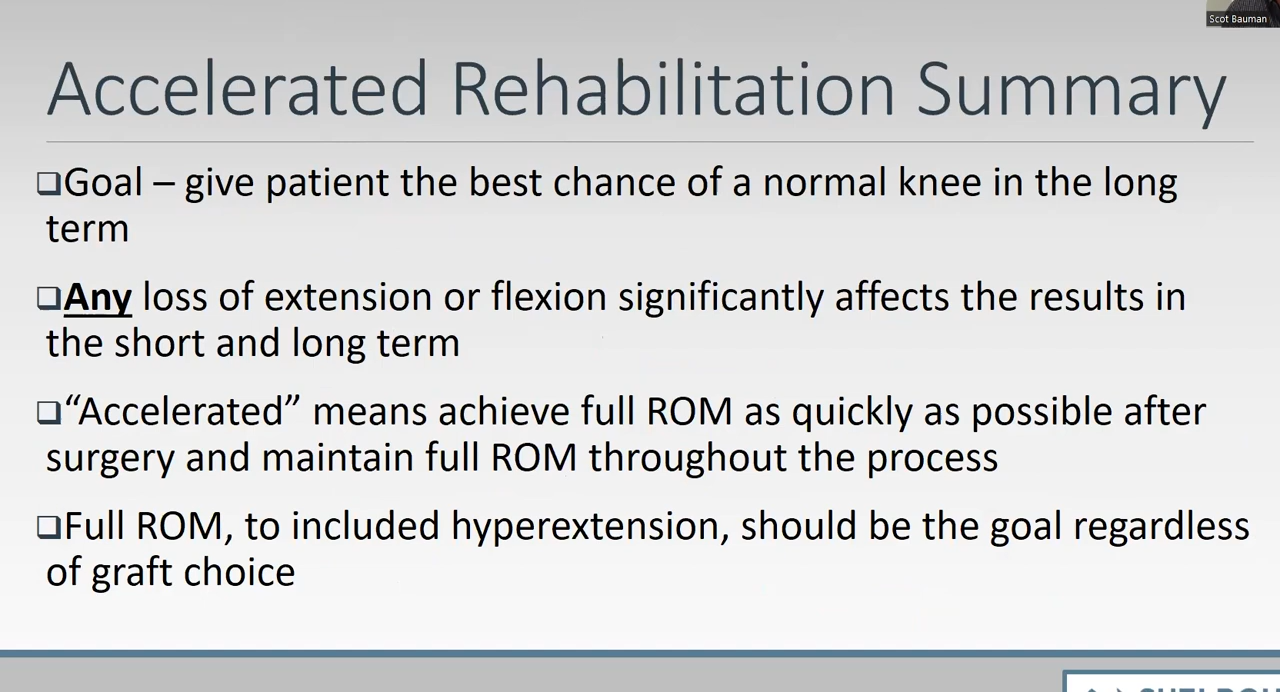 Scot Bauman
Accelerated Rehabilitation Summary
❑Goal – give patient the best chance of a normal knee in the long
term
❑Any loss of extension or flexion significantly affects the results in
the short and long term
❑“Accelerated” means achieve full ROM as quickly as possible after
surgery and maintain full ROM throughout the process
❑Full ROM, to included hyperextension, should be the goal regardless
of graft choice